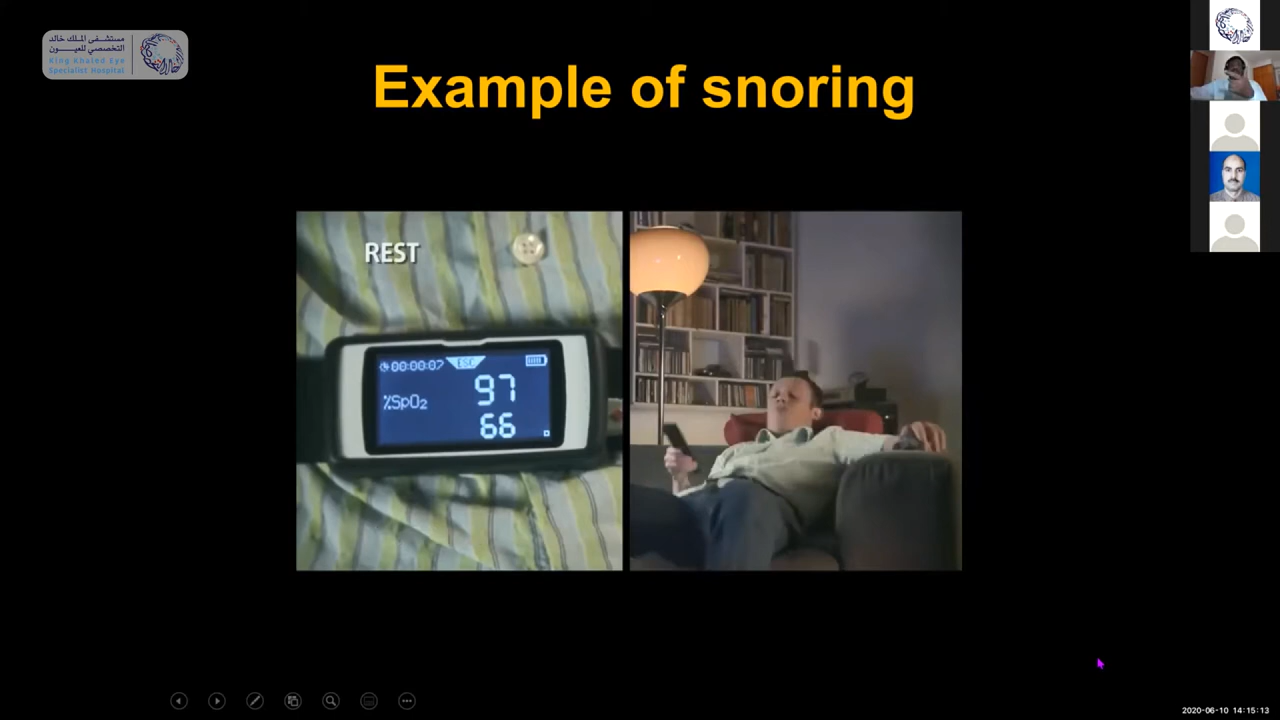 مستشفى الملك خالد
التخصصي للعيون
King Khaled Eye
Specialist Hospital
Example of snoring
REST
00:00:07
ESC
%SpO₂
97
66
2020-06-10 14:15:13